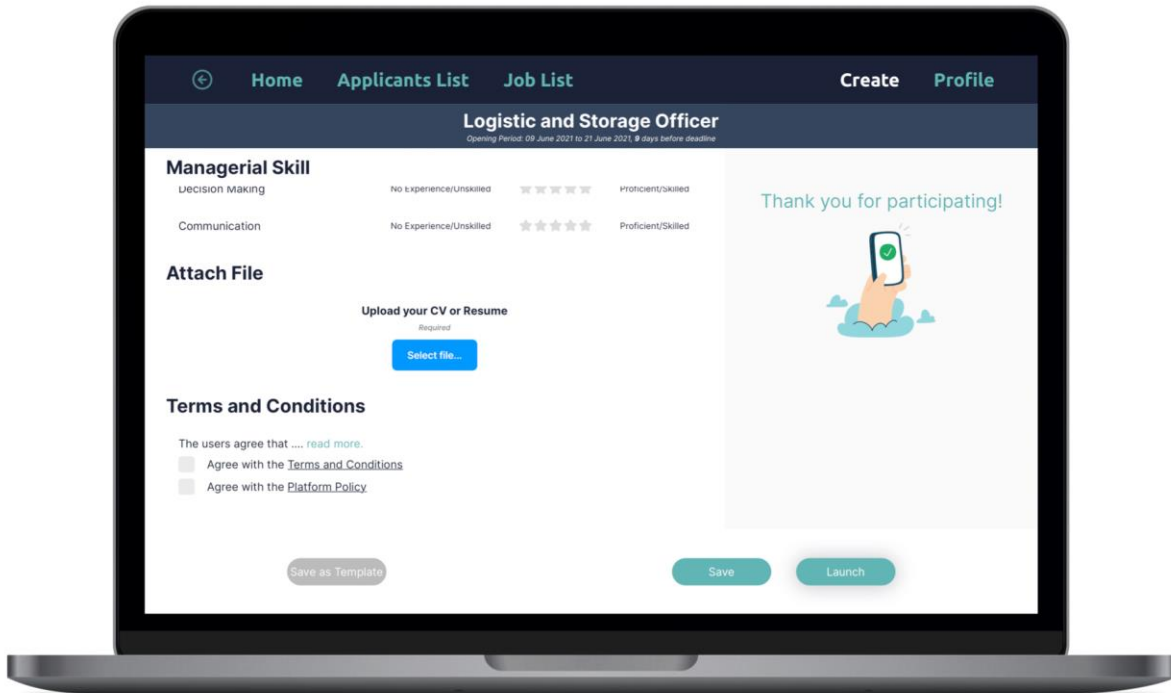 Home Applicants List Job List Create Profile
Logistic and Storage Officer
Opening Period: 09 June 2021 to 21 June 2021, 9 days before deadline
Managerial Skill
Decision Making No Experience/Unskilled Proficient/Skilled
Communication No Experience/Unskilled Proficient/Skilled
Attach File
Upload your CV or Resume
Required
Select file...
Terms and Conditions
The users agree that .... read more.
Agree with the Terms and Conditions
Agree with the Platform Policy
Thank you for participating!
Save as Template Save Launch